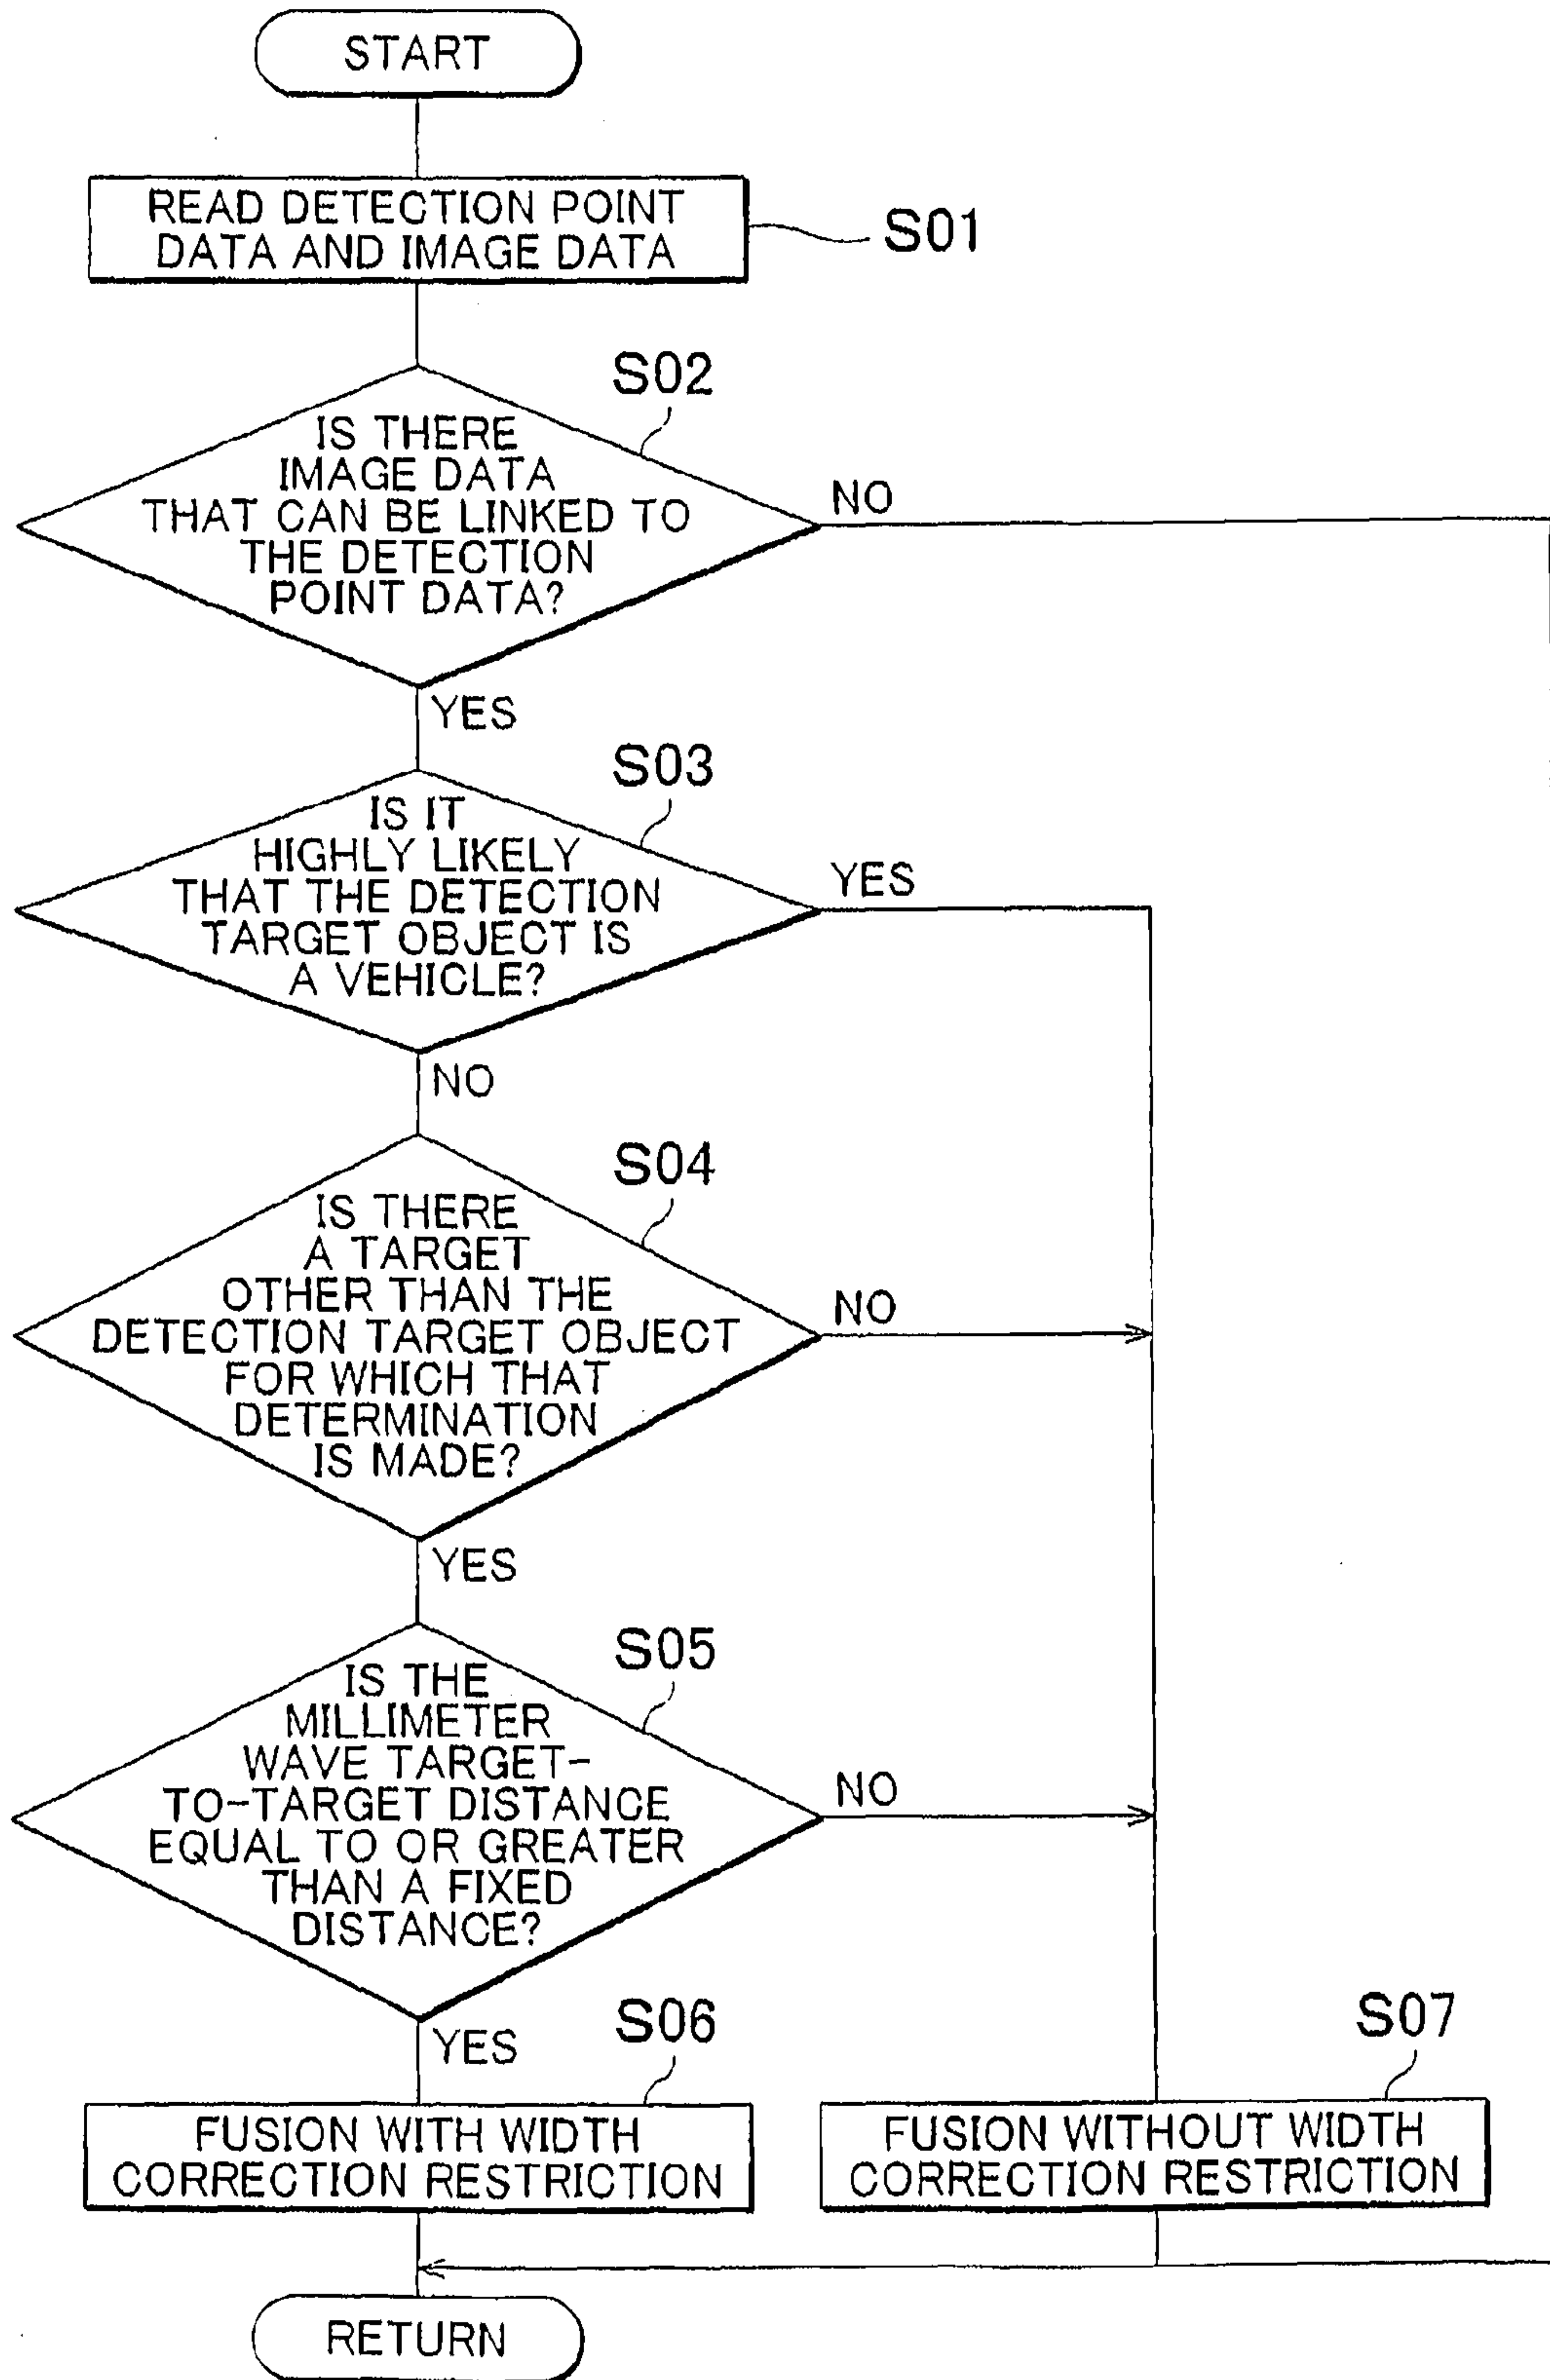 START
READ DETECTION POINT
DATA AND IMAGE DATA
S01
S02
IS THERE
IMAGE DATA
THAT CAN BE LINKED TO
THE DETECTION
POINT DATA?
NO
YES
S03
IS IT
HIGHLY LIKELY
THAT THE DETECTION
TARGET OBJECT IS
A VEHICLE?
YES
NO
S04
IS THERE
A TARGET
OTHER THAN THE
DETECTION TARGET OBJECT
FOR WHICH THAT
DETERMINATION
IS MADE?
NO
YES
S05
IS THE
MILLIMETER
WAVE TARGET-
TO-TARGET DISTANCE
EQUAL TO OR GREATER
THAN A FIXED
DISTANCE?
NO
YES
S06
FUSION WITH WIDTH
CORRECTION RESTRICTION
S07
FUSION WITHOUT WIDTH
CORRECTION RESTRICTION
RETURN